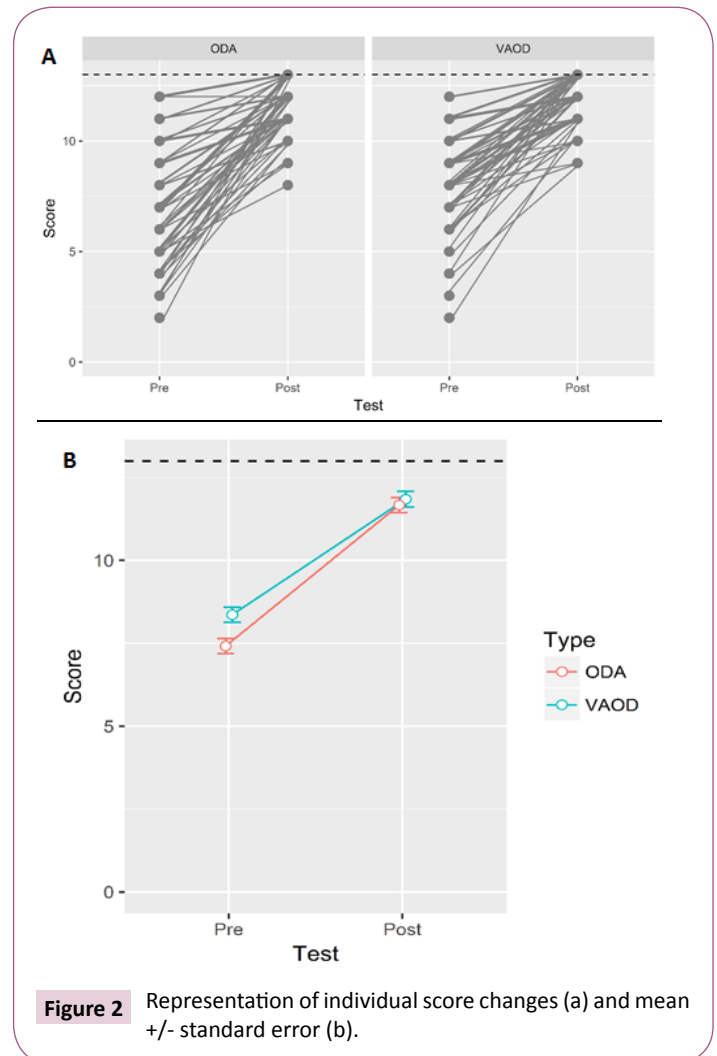 A
ODA
VAOD
10
5
0
Score
Pre
Post
Pre
Post
Test
B
10
5
0
Score
Pre
Post
Test
Type
ODA
VAOD
Figure 2
Representation of individual score changes (a) and mean
+/- standard error (b).